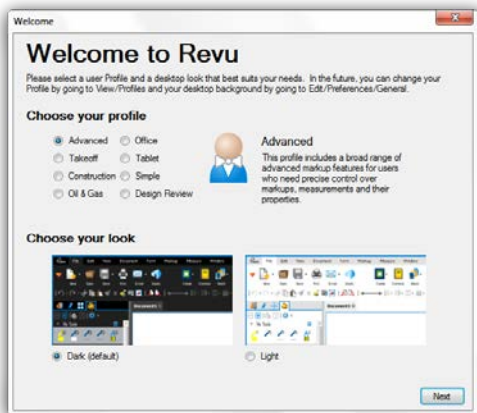 Welcome
Welcome to Revu
Please select a user Profile and a desktop look that best suits your needs. In the future, you can change your
Profile by going to View/Profiles and your desktop background by going to Edit/Preferences/General.
Choose your profile
Advanced Office
Takeoff Tablet
Construction Simple
Oil & Gas Design Review
Advanced
This profile includes a broad range of
advanced markup features for users
who need precise control over
markups, measurements and their
properties.
Choose your look
Document1
Document1
Dark (default)
Light
Next